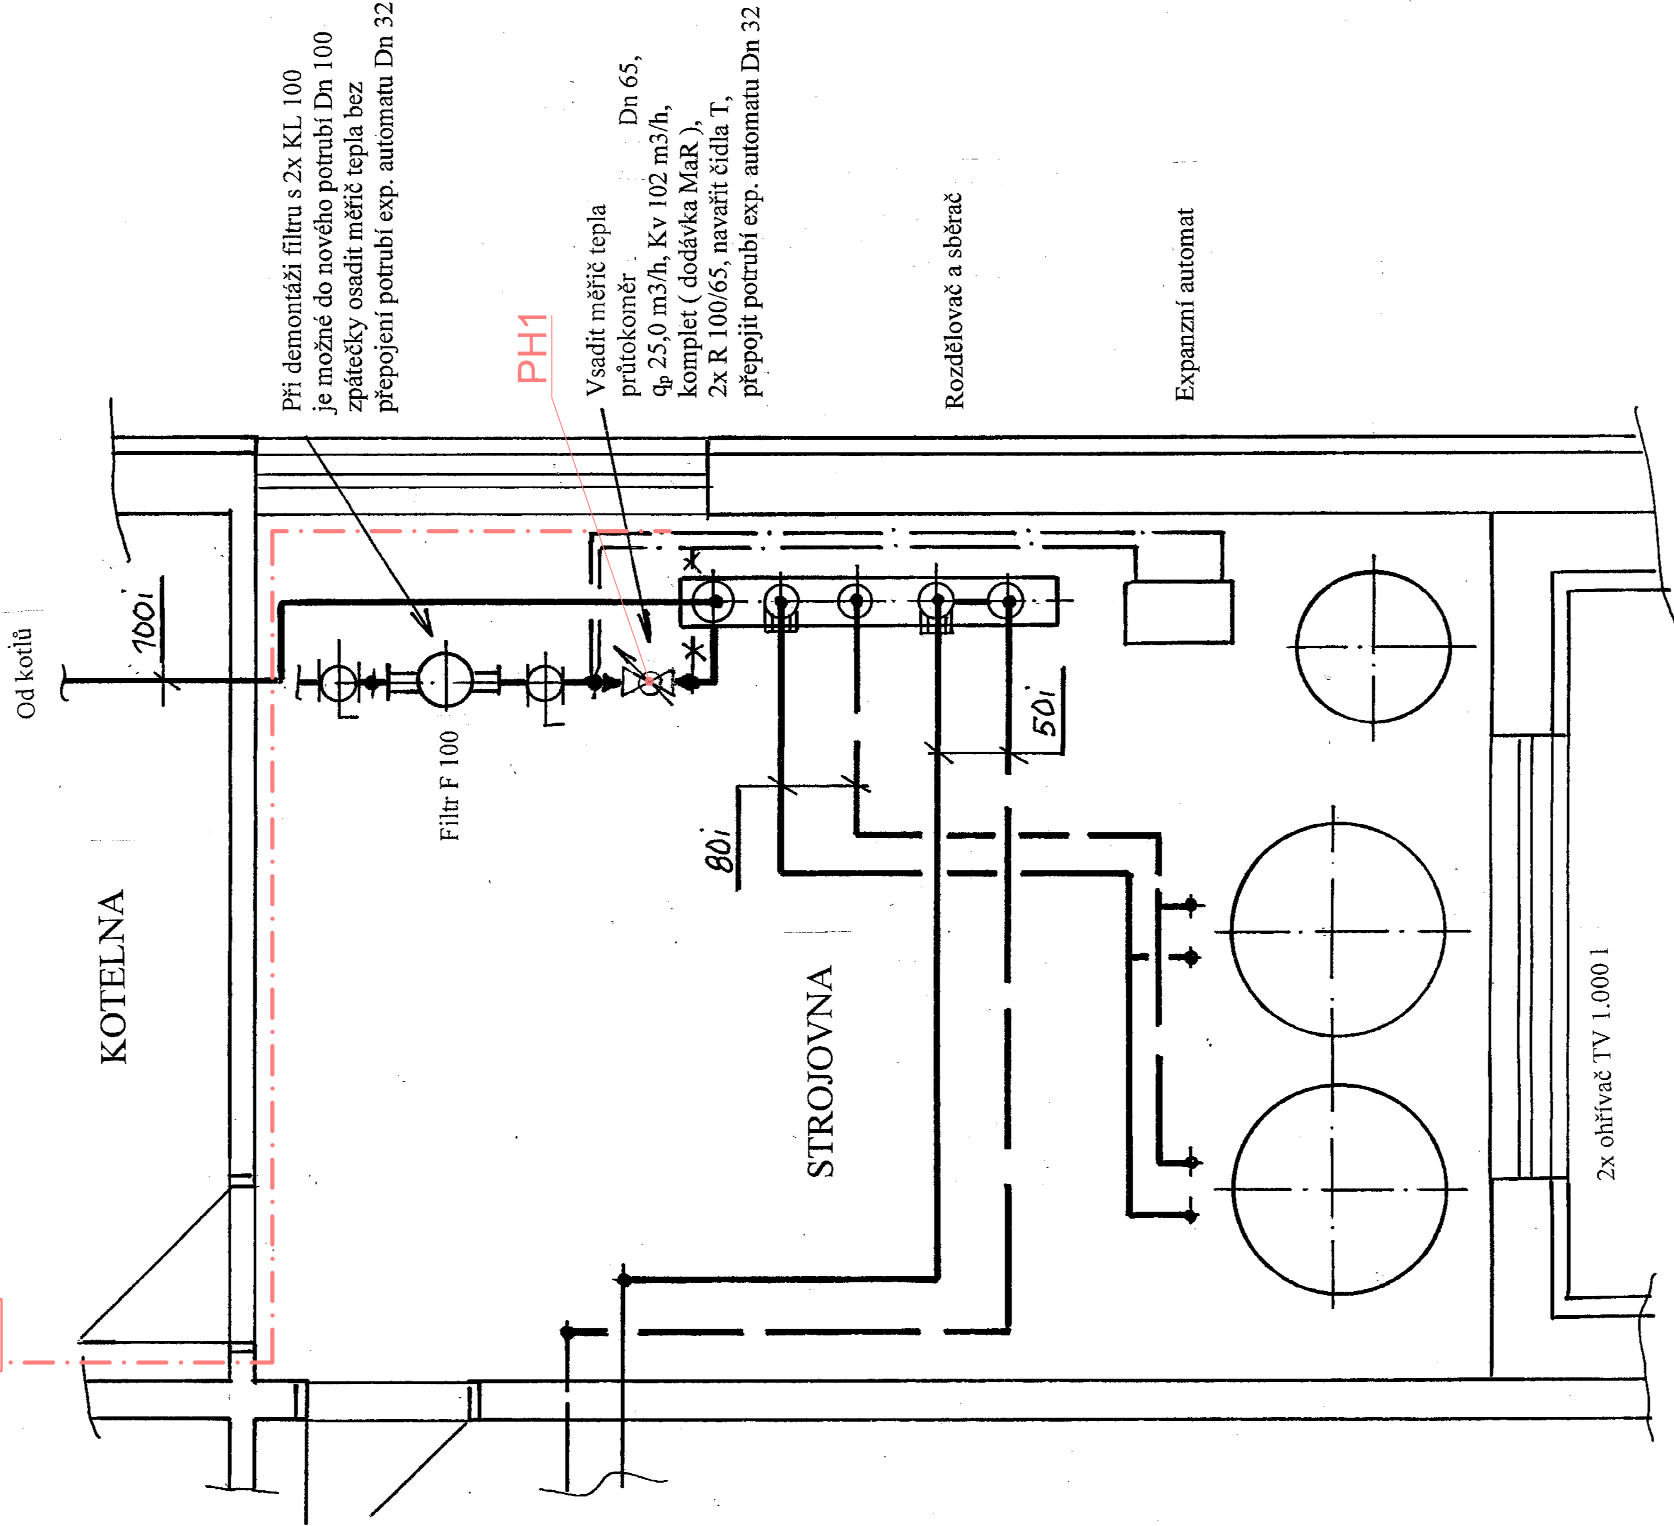 Od kotlů
100i
KOTELNA
Při demontáži filtru s 2x KL 100
je možné do nového potrubí Dn 100
zpátečky osadit měřič tepla bez
přepojení potrubí exp. automatu Dn 32
Filtr F 100
PH1
Vsadit měřič tepla
průtokoměr Dn 65,
qp 25,0 m3/h, Kv 102 m3/h,
komplet ( dodávka MaR ),
2x R 100/65, navařit čidla T,
přepojit potrubí exp. automatu Dn 32
80i
STROJOVNA
Rozdělovač a sběrač
50i
Expanzní automat
2x ohřívač TV 1.000 l